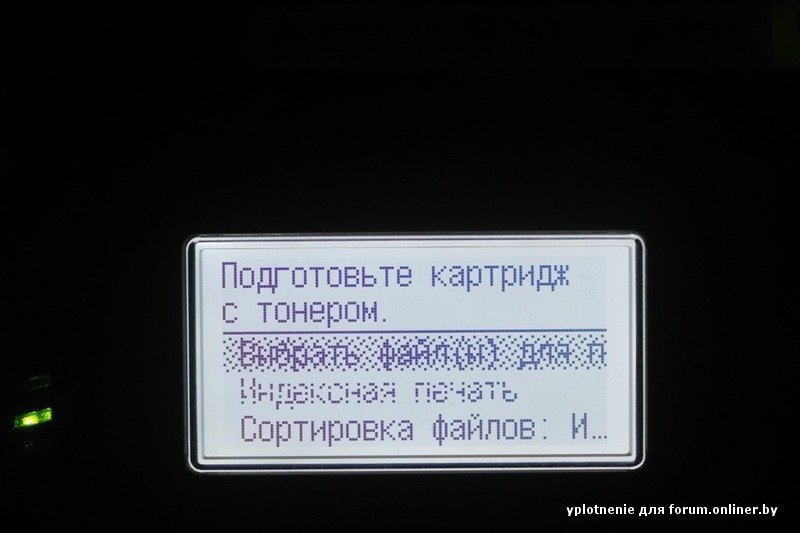 Подготовьте картридж
с тонером.
Выбрать файл(ы) для п
Индексная печать
Сортировка файлов: И...
yplotnenie для forum.onliner.by